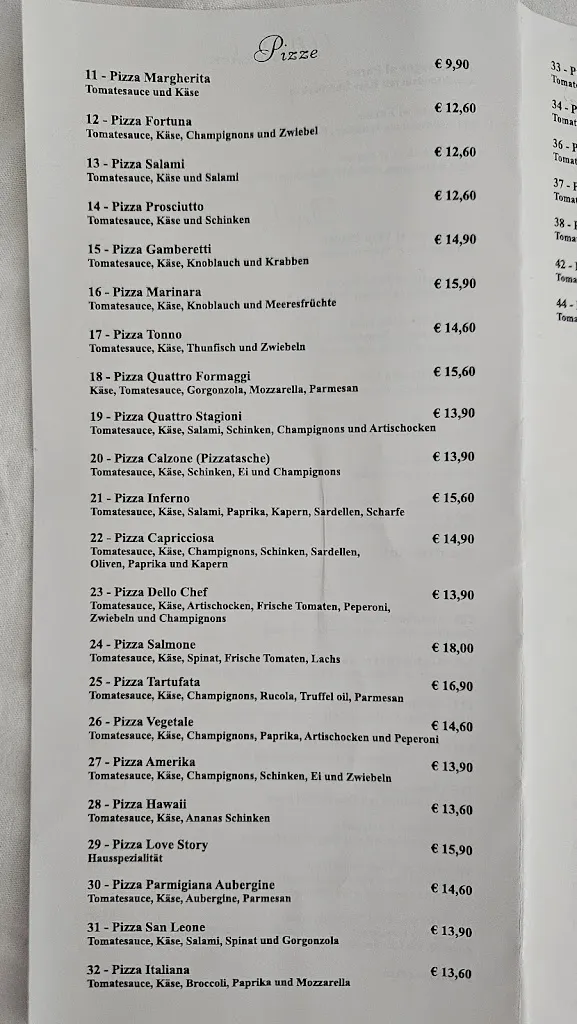 Pizze
11 - Pizza Margherita € 9,90
Tomatesauce und Käse
12 - Pizza Fortuna € 12,60
Tomatesauce, Käse, Champignons und Zwiebel
13 - Pizza Salami € 12,60
Tomatesauce, Käse und Salami
14 - Pizza Prosciutto € 12,60
Tomatesauce, Käse und Schinken
15 - Pizza Gamberetti € 14,90
Tomatesauce, Käse, Knoblauch und Krabben
16 - Pizza Marinara € 15,90
Tomatesauce, Käse, Knoblauch und Meeresfrüchte
17 - Pizza Tonno € 14,60
Tomatesauce, Käse, Thunfisch und Zwiebeln
18 - Pizza Quattro Formaggi € 15,60
Käse, Tomatesauce, Gorgonzola, Mozzarella, Parmesan
19 - Pizza Quattro Stagioni € 13,90
Tomatesauce, Käse, Salami, Schinken, Champignons und Artischocken
20 - Pizza Calzone (Pizzatasche) € 13,90
Tomatesauce, Käse, Schinken, Ei und Champignons
21 - Pizza Inferno € 15,60
Tomatesauce, Käse, Salami, Paprika, Kapern, Sardellen, Scharfe
22 - Pizza Capricciosa € 14,90
Tomatesauce, Käse, Champignons, Schinken, Sardellen,
Oliven, Paprika und Kapern
23 - Pizza Dello Chef € 13,90
Tomatesauce, Käse, Artischocken, Frische Tomaten, Peperoni,
Zwiebeln und Champignons
24 - Pizza Salmone € 18,00
Tomatesauce, Käse, Spinat, Frische Tomaten, Lachs
25 - Pizza Tartufata € 16,90
Tomatesauce, Käse, Champignons, Rucola, Truffel oil, Parmesan
26 - Pizza Vegetale € 14,60
Tomatesauce, Käse, Champignons, Paprika, Artischocken und Peperoni
27 - Pizza Amerika € 13,90
Tomatesauce, Käse, Champignons, Schinken, Ei und Zwiebeln
28 - Pizza Hawaii € 13,60
Tomatesauce, Käse, Ananas Schinken
29 - Pizza Love Story € 15,90
Hausspezialität
30 - Pizza Parmigiana Aubergine € 14,60
Tomatesauce, Käse, Aubergine, Parmesan
31 - Pizza San Leone € 13,90
Tomatesauce, Käse, Salami, Spinat und Gorgonzola
32 - Pizza Italiana € 13,60
Tomatesauce, Käse, Broccoli, Paprika und Mozzarella
33 -
34 -
36 -
37 -
38 -
42 -
44 -